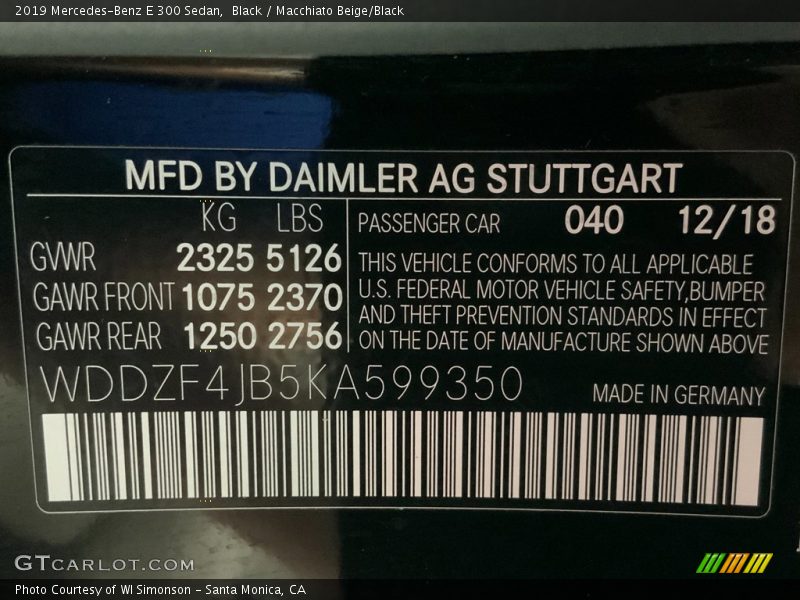 2019 Mercedes-Benz E 300 Sedan,  Black / Macchiato Beige/Black
MFD BY DAIMLER AG STUTTGART
KG LBS
GVWR 2325 5126
GAWR FRONT 1075 2370
GAWR REAR 1250 2756
PASSENGER CAR 040 12/18
THIS VEHICLE CONFORMS TO ALL APPLICABLE
U.S. FEDERAL MOTOR VEHICLE SAFETY,BUMPER
AND THEFT PREVENTION STANDARDS IN EFFECT
ON THE DATE OF MANUFACTURE SHOWN ABOVE
WDDZF4JB5KA599350
MADE IN GERMANY
GTCARLOT.COM
Photo Courtesy of WI Simonson - Santa Monica, CA